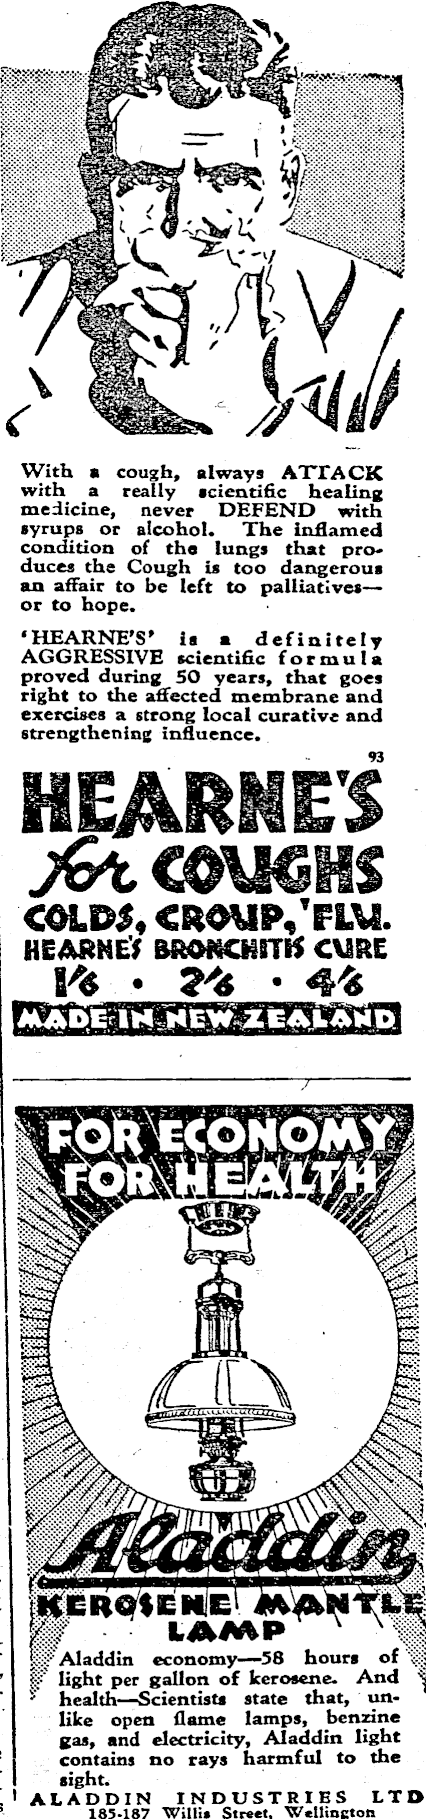 With a cough, always ATTACK
with a really scientific healing
medicine, never DEFEND with
syrups or alcohol. The inflamed
condition of the lungs that pro-
duces the Cough is too dangerous
an affair to be left to palliatives—
or to hope.
'HEARNE'S' is a definitely
AGGRESSIVE scientific formula
proved during 50 years, that goes
right to the affected membrane and
exercises a strong local curative and
strengthening influence.
93
HEARNE'S
for COUGHS
COLDS, CROUP, 'FLU.
HEARNE'S BRONCHITIS CURE
1/6 • 2/6 • 4/6
MADE IN NEW ZEALAND
FOR ECONOMY
FOR HEALTH
Aladdin
KEROSENE MANTLE
LAMP
Aladdin economy—58 hours of
light per gallon of kerosene. And
health—Scientists state that, un-
like open flame lamps, benzine
gas, and electricity, Aladdin light
contains no rays harmful to the
sight.
ALADDIN INDUSTRIES LTD
185-187 Willis Street, Wellington